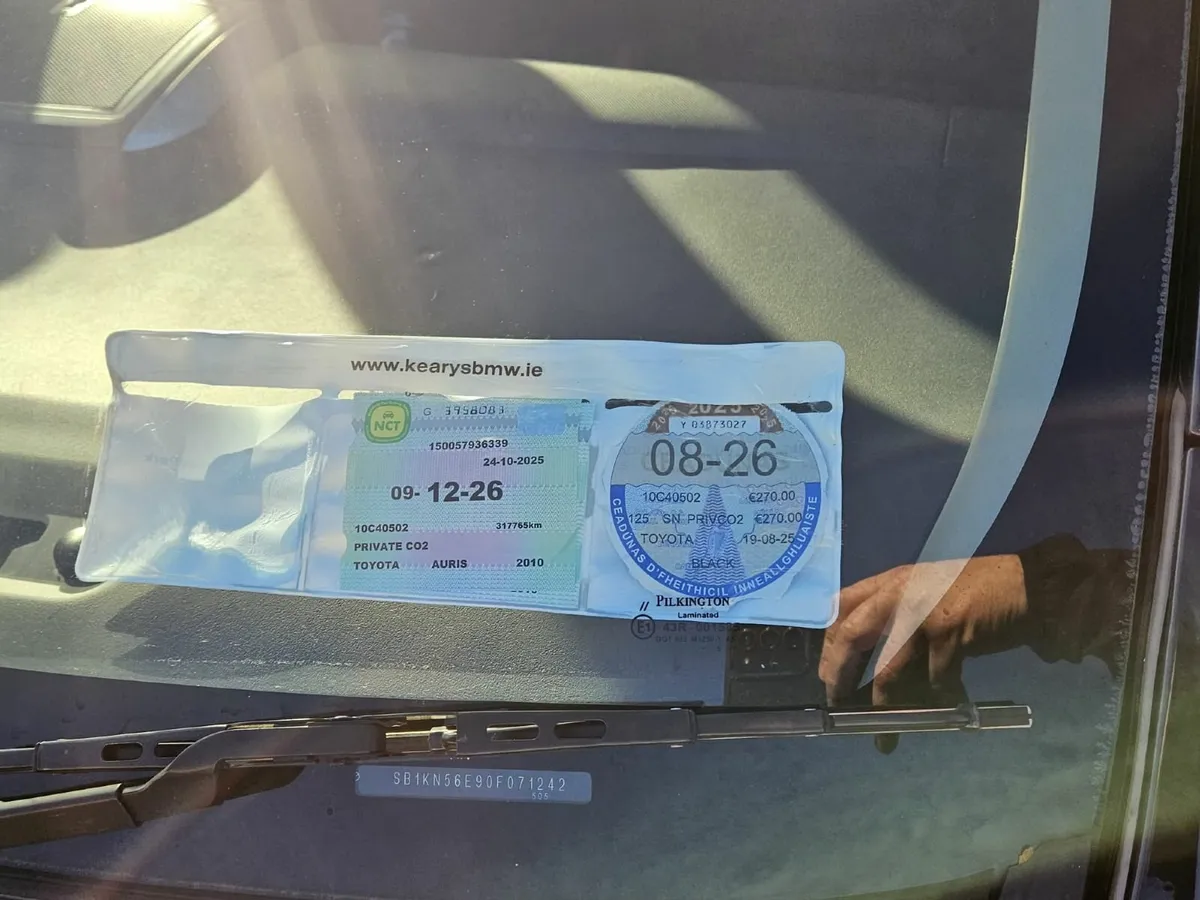 www.kearysbmw.ie
NCT
G 3958083
150057936339
24-10-2025
09- 12-26
10C40502 317765km
PRIVATE CO2
TOYOTA AURIS 2010
2025
Y 03873027
08-26
10C40502 €270.00
125 SN PRIVCO2 €270.00
TOYOTA 19-08-25
BLACK
CEADÚNAS D'FHEITHICIL INNEALLGHLUAISTE
PILKINGTON
Laminated
E1
SB1KN56E90F071242